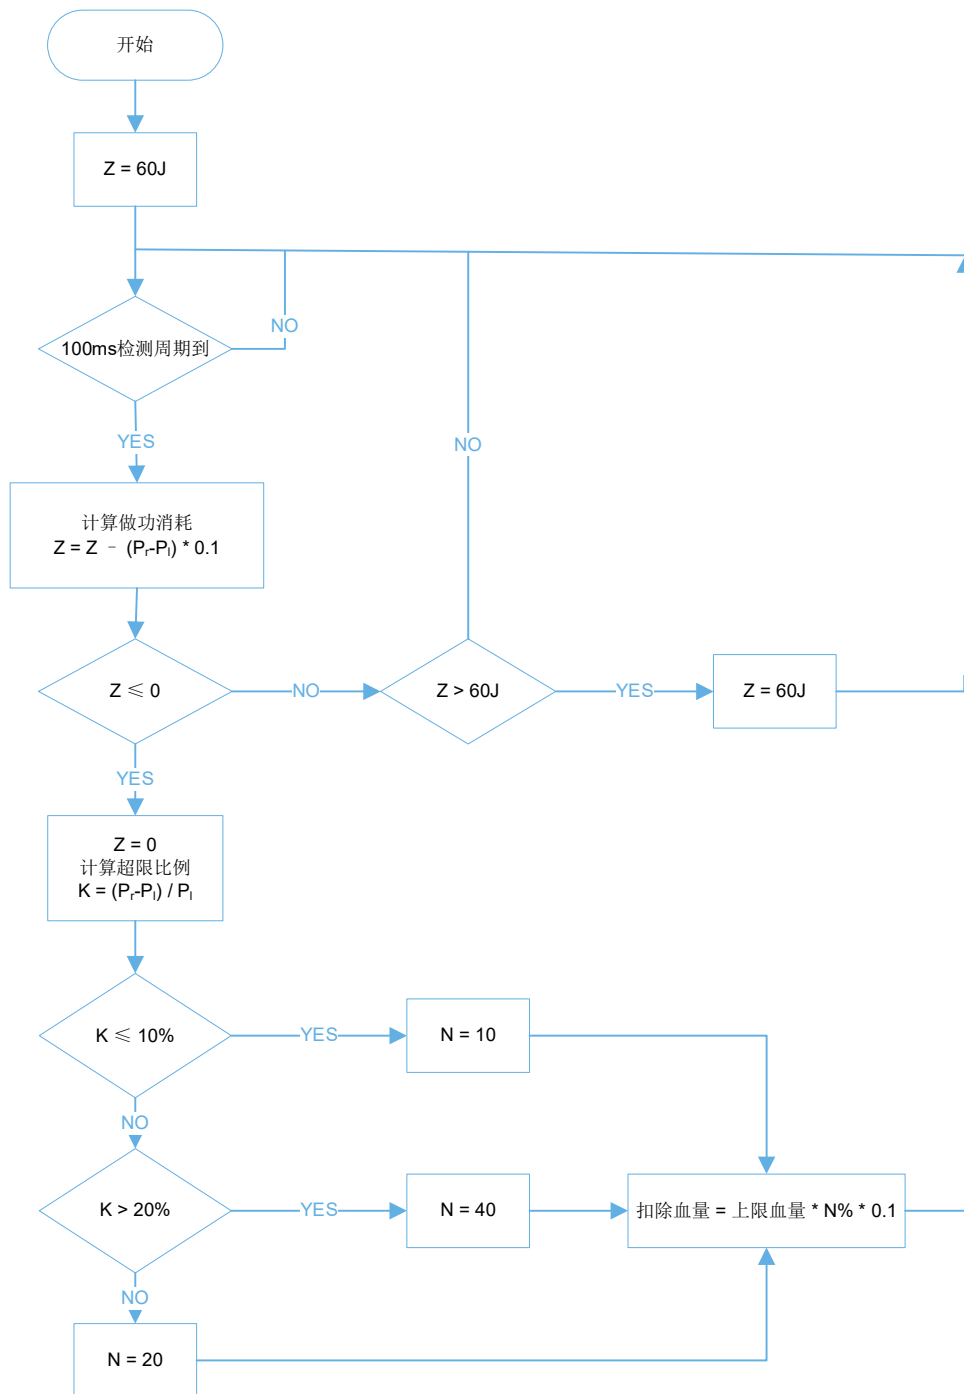 开始
Z = 60J
NO
100ms检测周期到
YES
NO
计算做功消耗
Z = Z － (Pᵣ-Pₗ) * 0.1
Z ≤ 0
NO
Z > 60J
YES
Z = 60J
YES
Z = 0
计算超限比例
K = (Pᵣ-Pₗ) / Pₗ
K ≤ 10%
YES
N = 10
NO
K > 20%
YES
N = 40
扣除血量 = 上限血量 * N% * 0.1
NO
N = 20